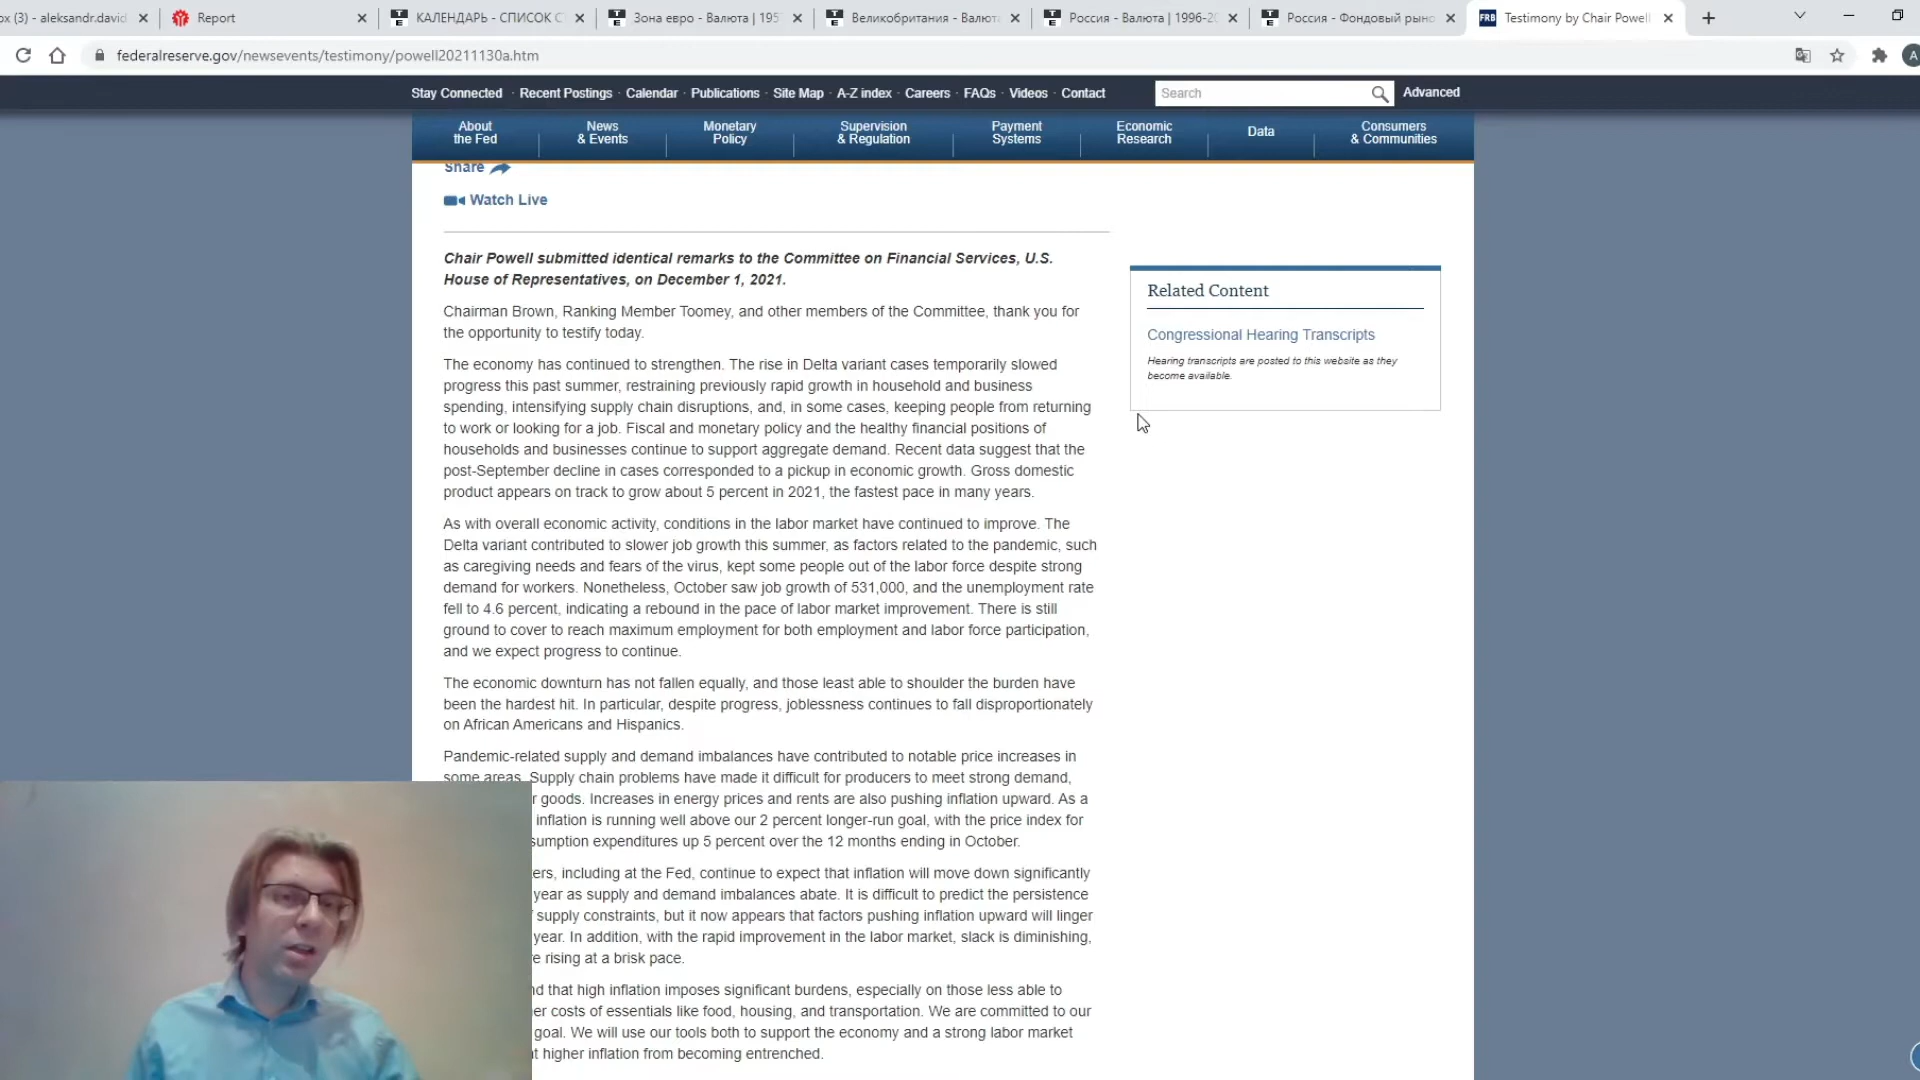 ox (3) - aleksandr.david
Report
КАЛЕНДАРЬ - СПИСОК С
Зона евро - Валюта | 195
Великобритания - Валюта
Россия - Валюта | 1996-20
Россия - Фондовый рыно
FRB
Testimony by Chair Powell
federalreserve.gov/newsevents/testimony/powell20211130a.htm
A
Stay Connected · Recent Postings · Calendar · Publications · Site Map · A-Z index · Careers · FAQs · Videos · Contact
Search
Advanced
About
the Fed
News
& Events
Monetary
Policy
Supervision
& Regulation
Payment
Systems
Economic
Research
Data
Consumers
& Communities
Share
Watch Live
Chair Powell submitted identical remarks to the Committee on Financial Services, U.S.
House of Representatives, on December 1, 2021.
Chairman Brown, Ranking Member Toomey, and other members of the Committee, thank you for
the opportunity to testify today.
The economy has continued to strengthen. The rise in Delta variant cases temporarily slowed
progress this past summer, restraining previously rapid growth in household and business
spending, intensifying supply chain disruptions, and, in some cases, keeping people from returning
to work or looking for a job. Fiscal and monetary policy and the healthy financial positions of
households and businesses continue to support aggregate demand. Recent data suggest that the
post-September decline in cases corresponded to a pickup in economic growth. Gross domestic
product appears on track to grow about 5 percent in 2021, the fastest pace in many years.
As with overall economic activity, conditions in the labor market have continued to improve. The
Delta variant contributed to slower job growth this summer, as factors related to the pandemic, such
as caregiving needs and fears of the virus, kept some people out of the labor force despite strong
demand for workers. Nonetheless, October saw job growth of 531,000, and the unemployment rate
fell to 4.6 percent, indicating a rebound in the pace of labor market improvement. There is still
ground to cover to reach maximum employment for both employment and labor force participation,
and we expect progress to continue.
The economic downturn has not fallen equally, and those least able to shoulder the burden have
been the hardest hit. In particular, despite progress, joblessness continues to fall disproportionately
on African Americans and Hispanics.
Pandemic-related supply and demand imbalances have contributed to notable price increases in
some areas. Supply chain problems have made it difficult for producers to meet strong demand,
r goods. Increases in energy prices and rents are also pushing inflation upward. As a
inflation is running well above our 2 percent longer-run goal, with the price index for
sumption expenditures up 5 percent over the 12 months ending in October.
ers, including at the Fed, continue to expect that inflation will move down significantly
year as supply and demand imbalances abate. It is difficult to predict the persistence
supply constraints, but it now appears that factors pushing inflation upward will linger
year. In addition, with the rapid improvement in the labor market, slack is diminishing,
e rising at a brisk pace.
nd that high inflation imposes significant burdens, especially on those less able to
er costs of essentials like food, housing, and transportation. We are committed to our
goal. We will use our tools both to support the economy and a strong labor market
t higher inflation from becoming entrenched.
Related Content
Congressional Hearing Transcripts
Hearing transcripts are posted to this website as they
become available.